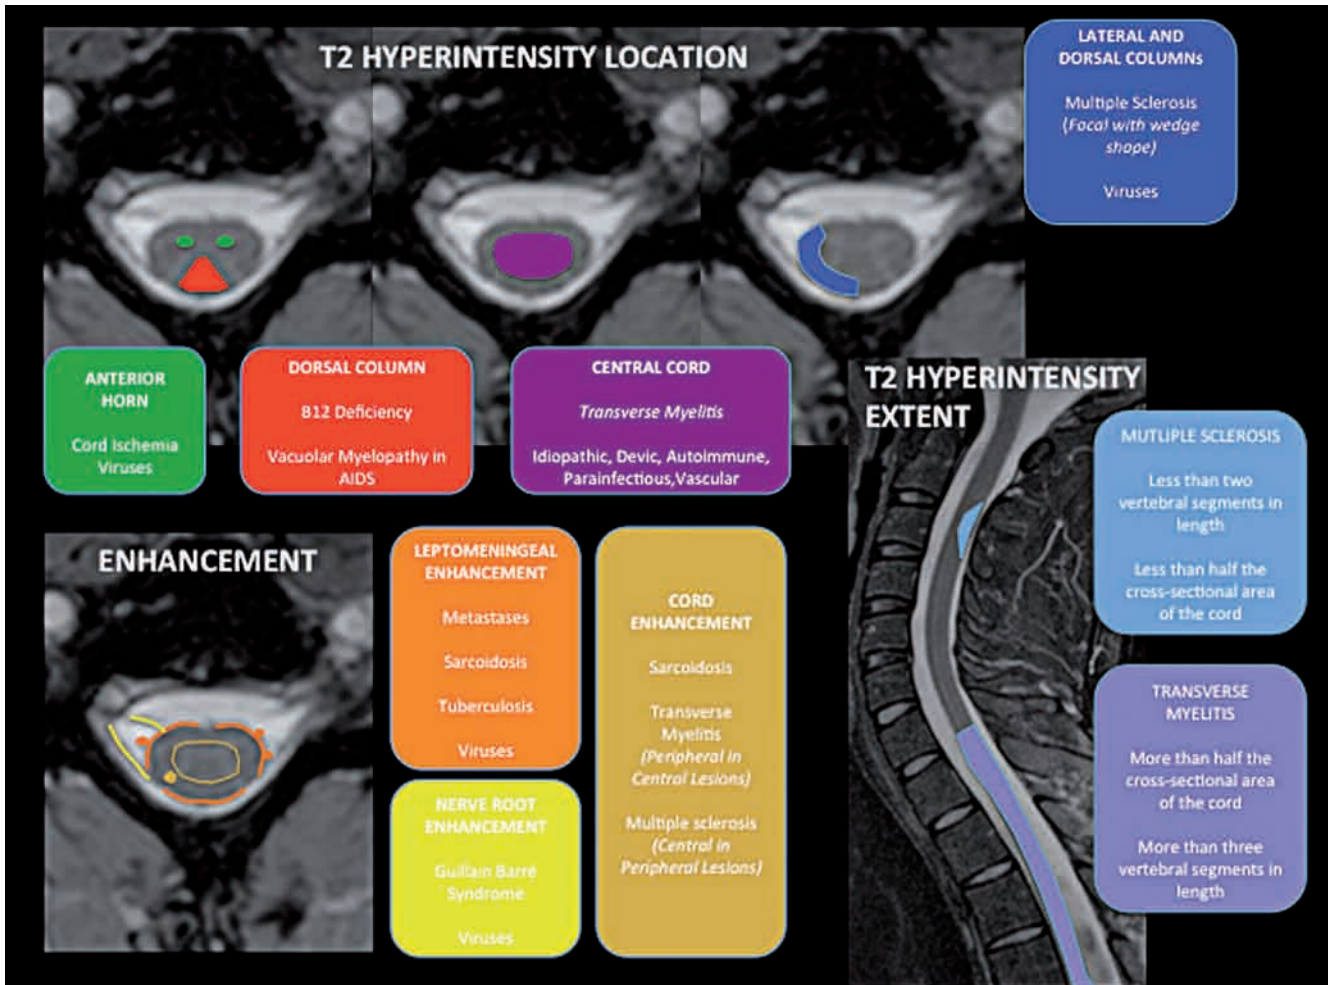 T2 HYPERINTENSITY LOCATION
LATERAL AND
DORSAL COLUMNs
Multiple Sclerosis
(Focal with wedge
shape)
Viruses
ANTERIOR
HORN
Cord Ischemia
Viruses
DORSAL COLUMN
B12 Deficiency
Vacuolar Myelopathy in
AIDS
CENTRAL CORD
Transverse Myelitis
Idiopathic, Devic, Autoimmune,
Parainfectious,Vascular
T2 HYPERINTENSITY
EXTENT
MUTLIPLE SCLEROSIS
Less than two
vertebral segments in
length
Less than half the
cross-sectional area
of the cord
TRANSVERSE
MYELITIS
More than half the
cross-sectional area
of the cord
More than three
vertebral segments in
length
ENHANCEMENT
LEPTOMENINGEAL
ENHANCEMENT
Metastases
Sarcoidosis
Tuberculosis
Viruses
NERVE ROOT
ENHANCEMENT
Guillain Barré
Syndrome
Viruses
CORD
ENHANCEMENT
Sarcoidosis
Transverse
Myelitis
(Peripheral in
Central Lesions)
Multiple sclerosis
(Central in
Peripheral Lesions)